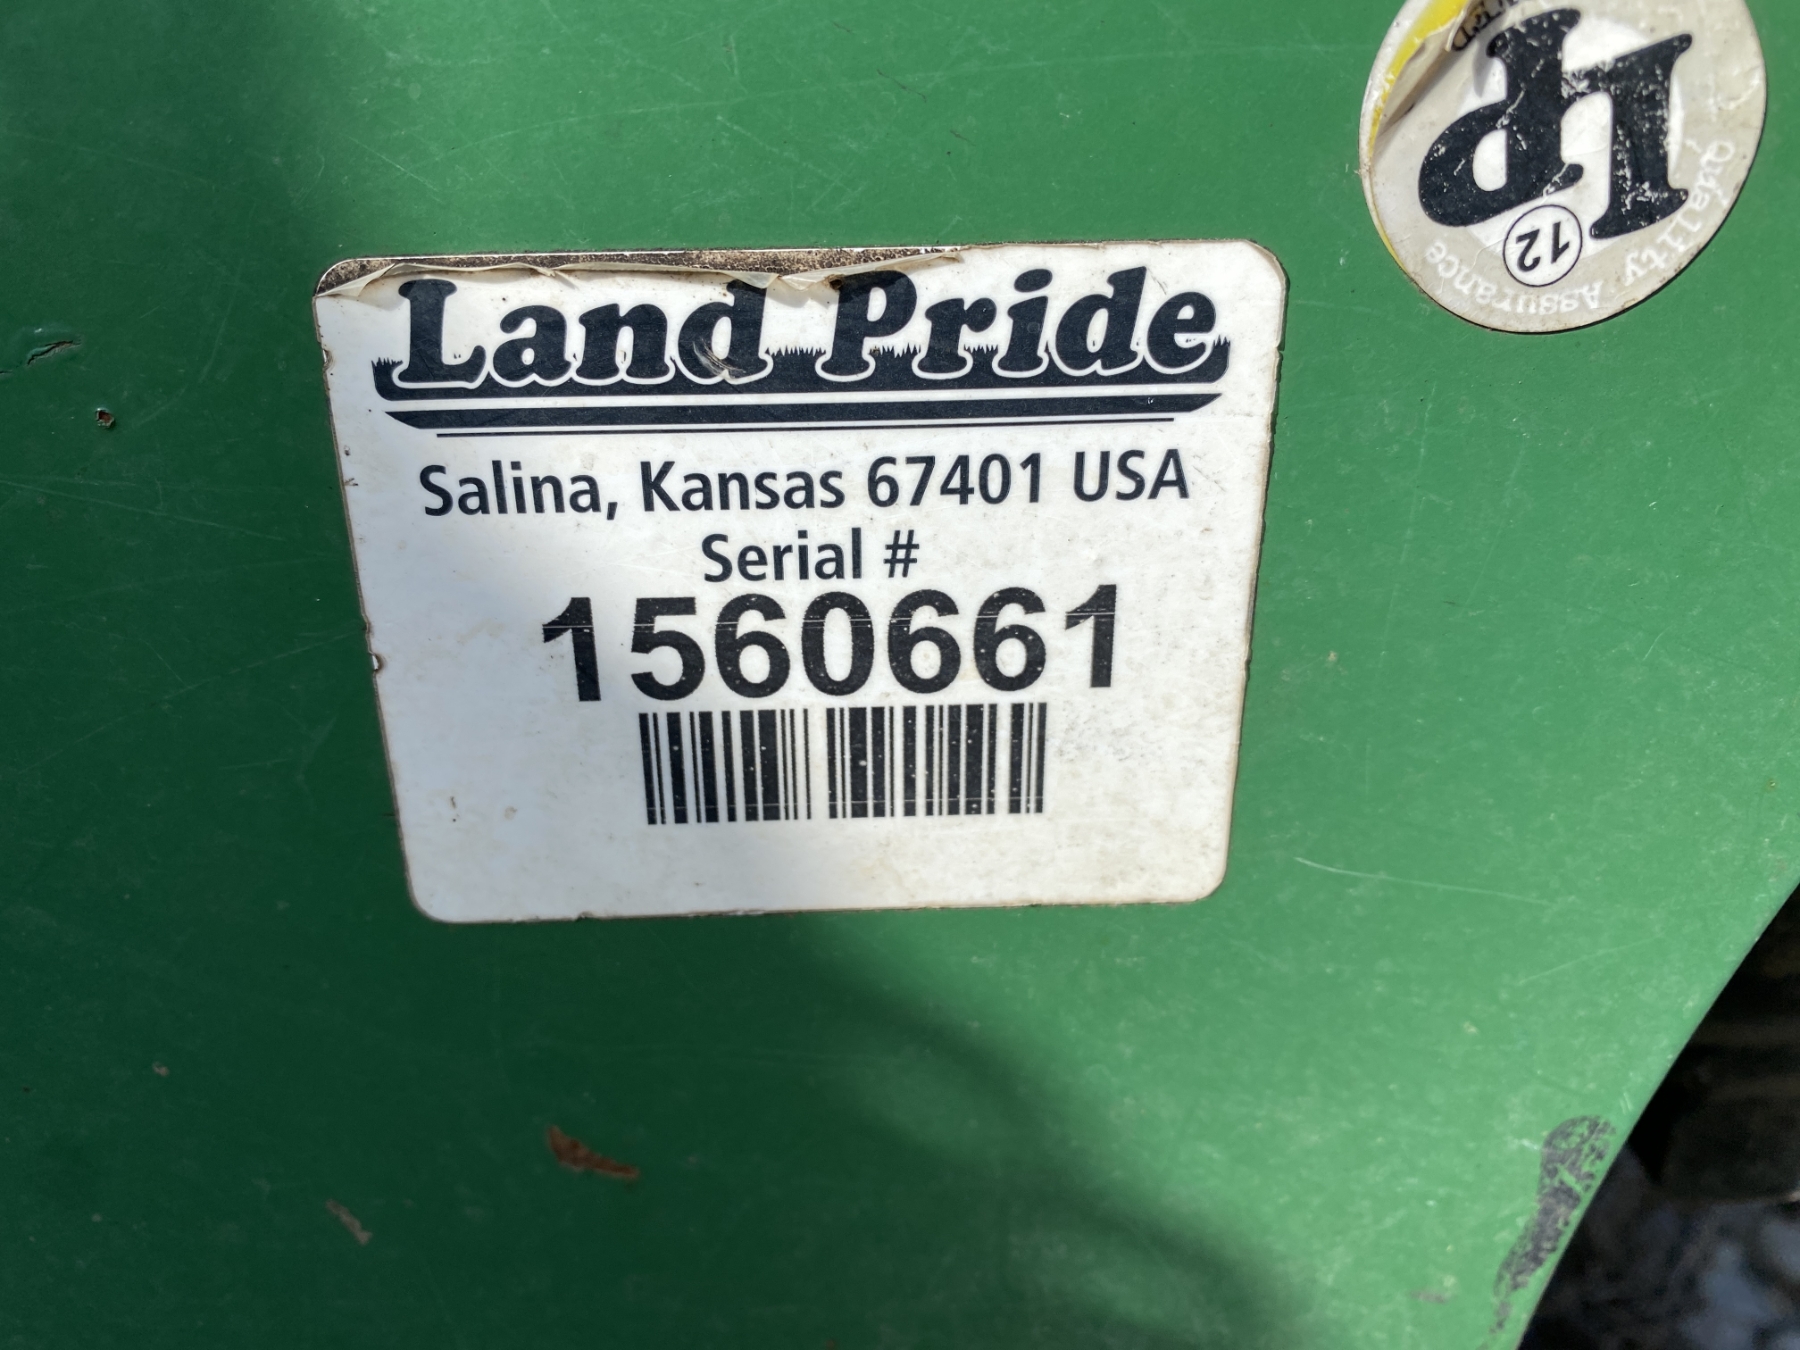 Land Pride
Salina, Kansas 67401 USA
Serial #
1560661
LP
12
Quality Assurance